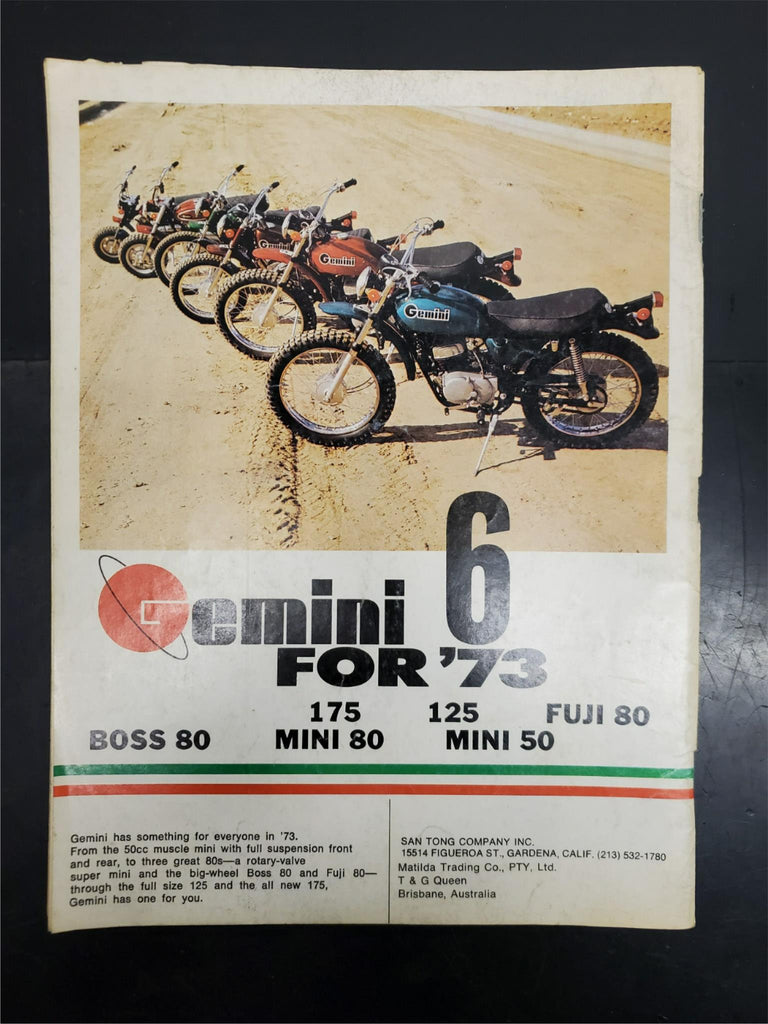 Gemini
Gemini
Gemini
Gemini 6
FOR '73
175 125 FUJI 80
BOSS 80 MINI 80 MINI 50
Gemini has something for everyone in '73.
From the 50cc muscle mini with full suspension front
and rear, to three great 80s—a rotary-valve
super mini and the big-wheel Boss 80 and Fuji 80—
through the full size 125 and the all new 175,
Gemini has one for you.
SAN TONG COMPANY INC.
15514 FIGUEROA ST., GARDENA, CALIF. (213) 532-1780
Matilda Trading Co., PTY, Ltd.
T & G Queen
Brisbane, Australia